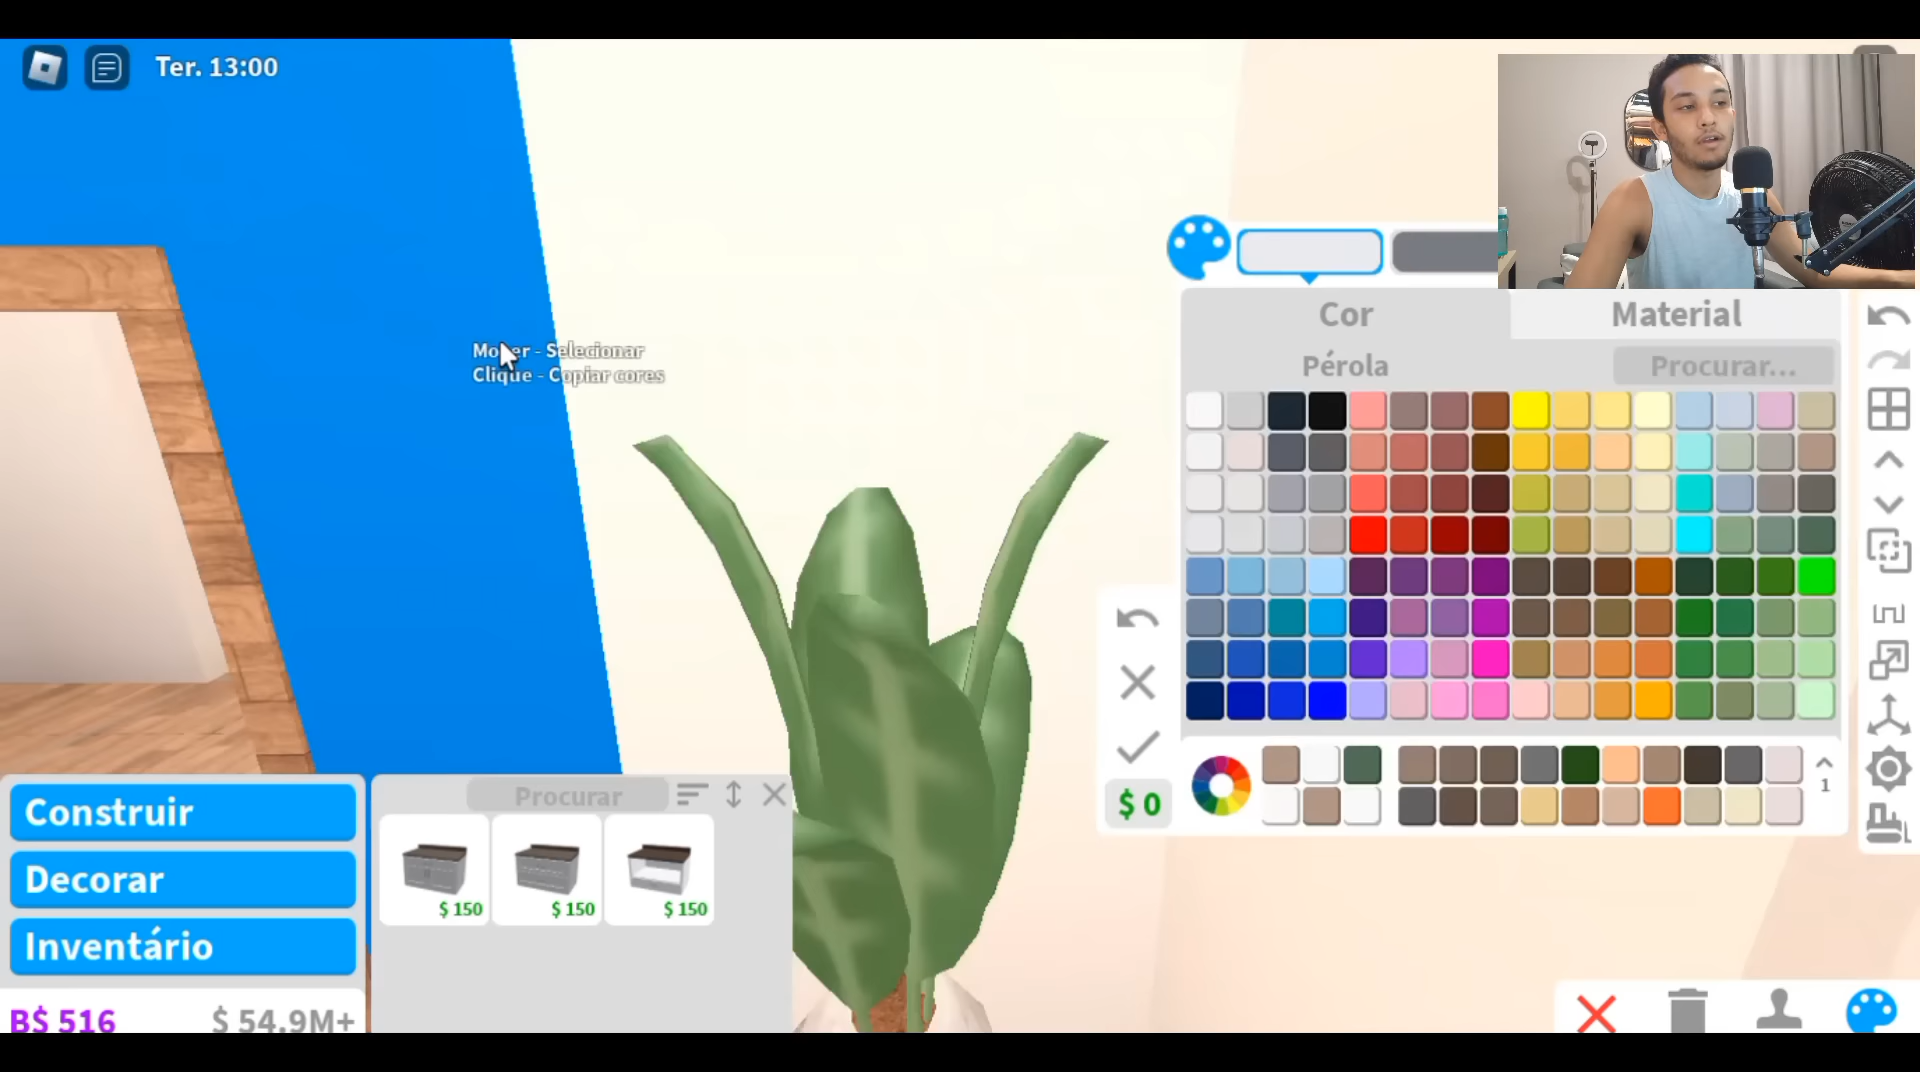 Ter. 13:00
Mover - Selecionar
Clique - Copiar cores
Cor
Material
Pérola
Procurar...
$ 0
1
Construir
Decorar
Inventário
B$ 516
$ 54.9M+
Procurar
$ 150
$ 150
$ 150